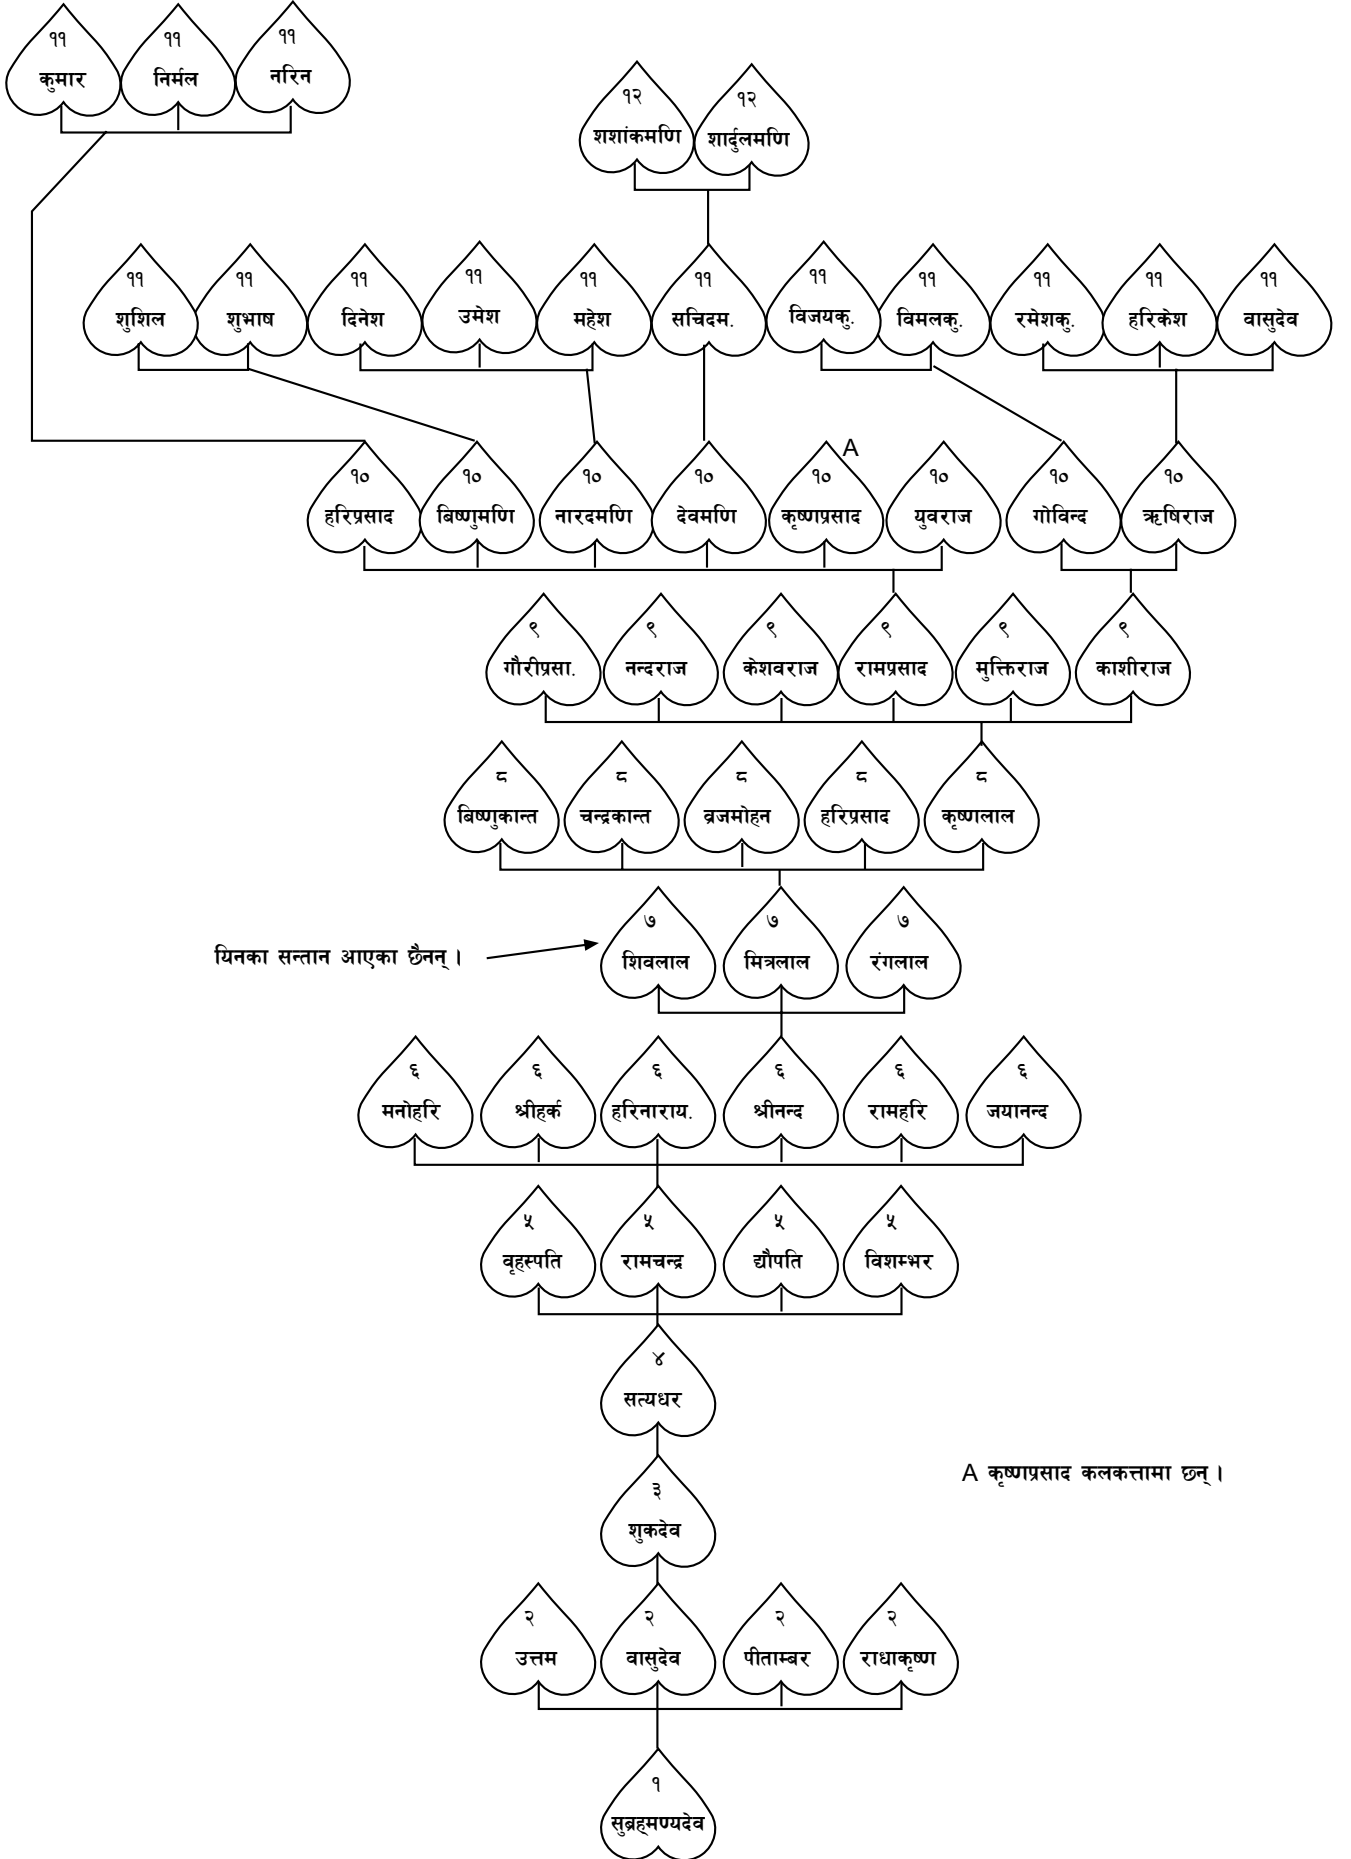 ११ ११ ११
कुमार निर्मल नरिन
१२ १२
शशांकमणि शार्दुलमणि
११ ११ ११ ११ ११ ११ ११ ११ ११ ११ ११
शुशिल शुभाष दिनेश उमेश महेश सचिदम. विजयकु. विमलकु. रमेशकु. हरिकेश वासुदेव
A
१० १० १० १० १० १० १० १०
हरिप्रसाद बिष्णुमणि नारदमणि देवमणि कृष्णप्रसाद युवराज गोविन्द ऋषिराज
९ ९ ९ ९ ९ ९
गौरीप्रसा. नन्दराज केशवराज रामप्रसाद मुक्तिराज काशीराज
८ ८ ८ ८ ८
बिष्णुकान्त चन्द्रकान्त ब्रजमोहन हरिप्रसाद कृष्णलाल
७ ७ ७
यिनका सन्तान आएका छैनन् । शिवलाल मित्रलाल रंगलाल
६ ६ ६ ६ ६ ६
मनोहरि श्रीहर्क हरिनाराय. श्रीनन्द रामहरि जयानन्द
५ ५ ५ ५
वृहस्पति रामचन्द्र द्यौपति विशम्भर
४
सत्यधर
A कृष्णप्रसाद कलकत्तामा छन् ।
३
शुकदेव
२ २ २ २
उत्तम वासुदेव पीताम्बर राधाकृष्ण
१
सुब्रह्मण्यदेव